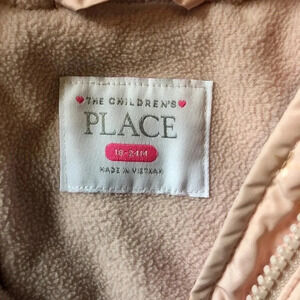 THE CHILDREN'S
PLACE
18-24M
MADE IN VIETNAM